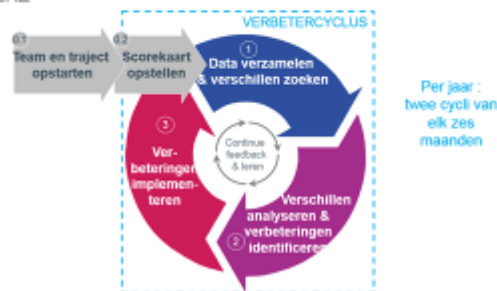 VERBETERCYCLUS
0.1
Team en traject
opstarten
0.2
Scorekaart
opstellen
1
Data verzamelen
& verschillen zoeken
Per jaar :
twee cycli van
elk zes
maanden
3
Ver-
beteringen
implemen-
teren
Continue
feedback
& leren
Verschillen
analyseren &
verbeteringen
2
identificeren